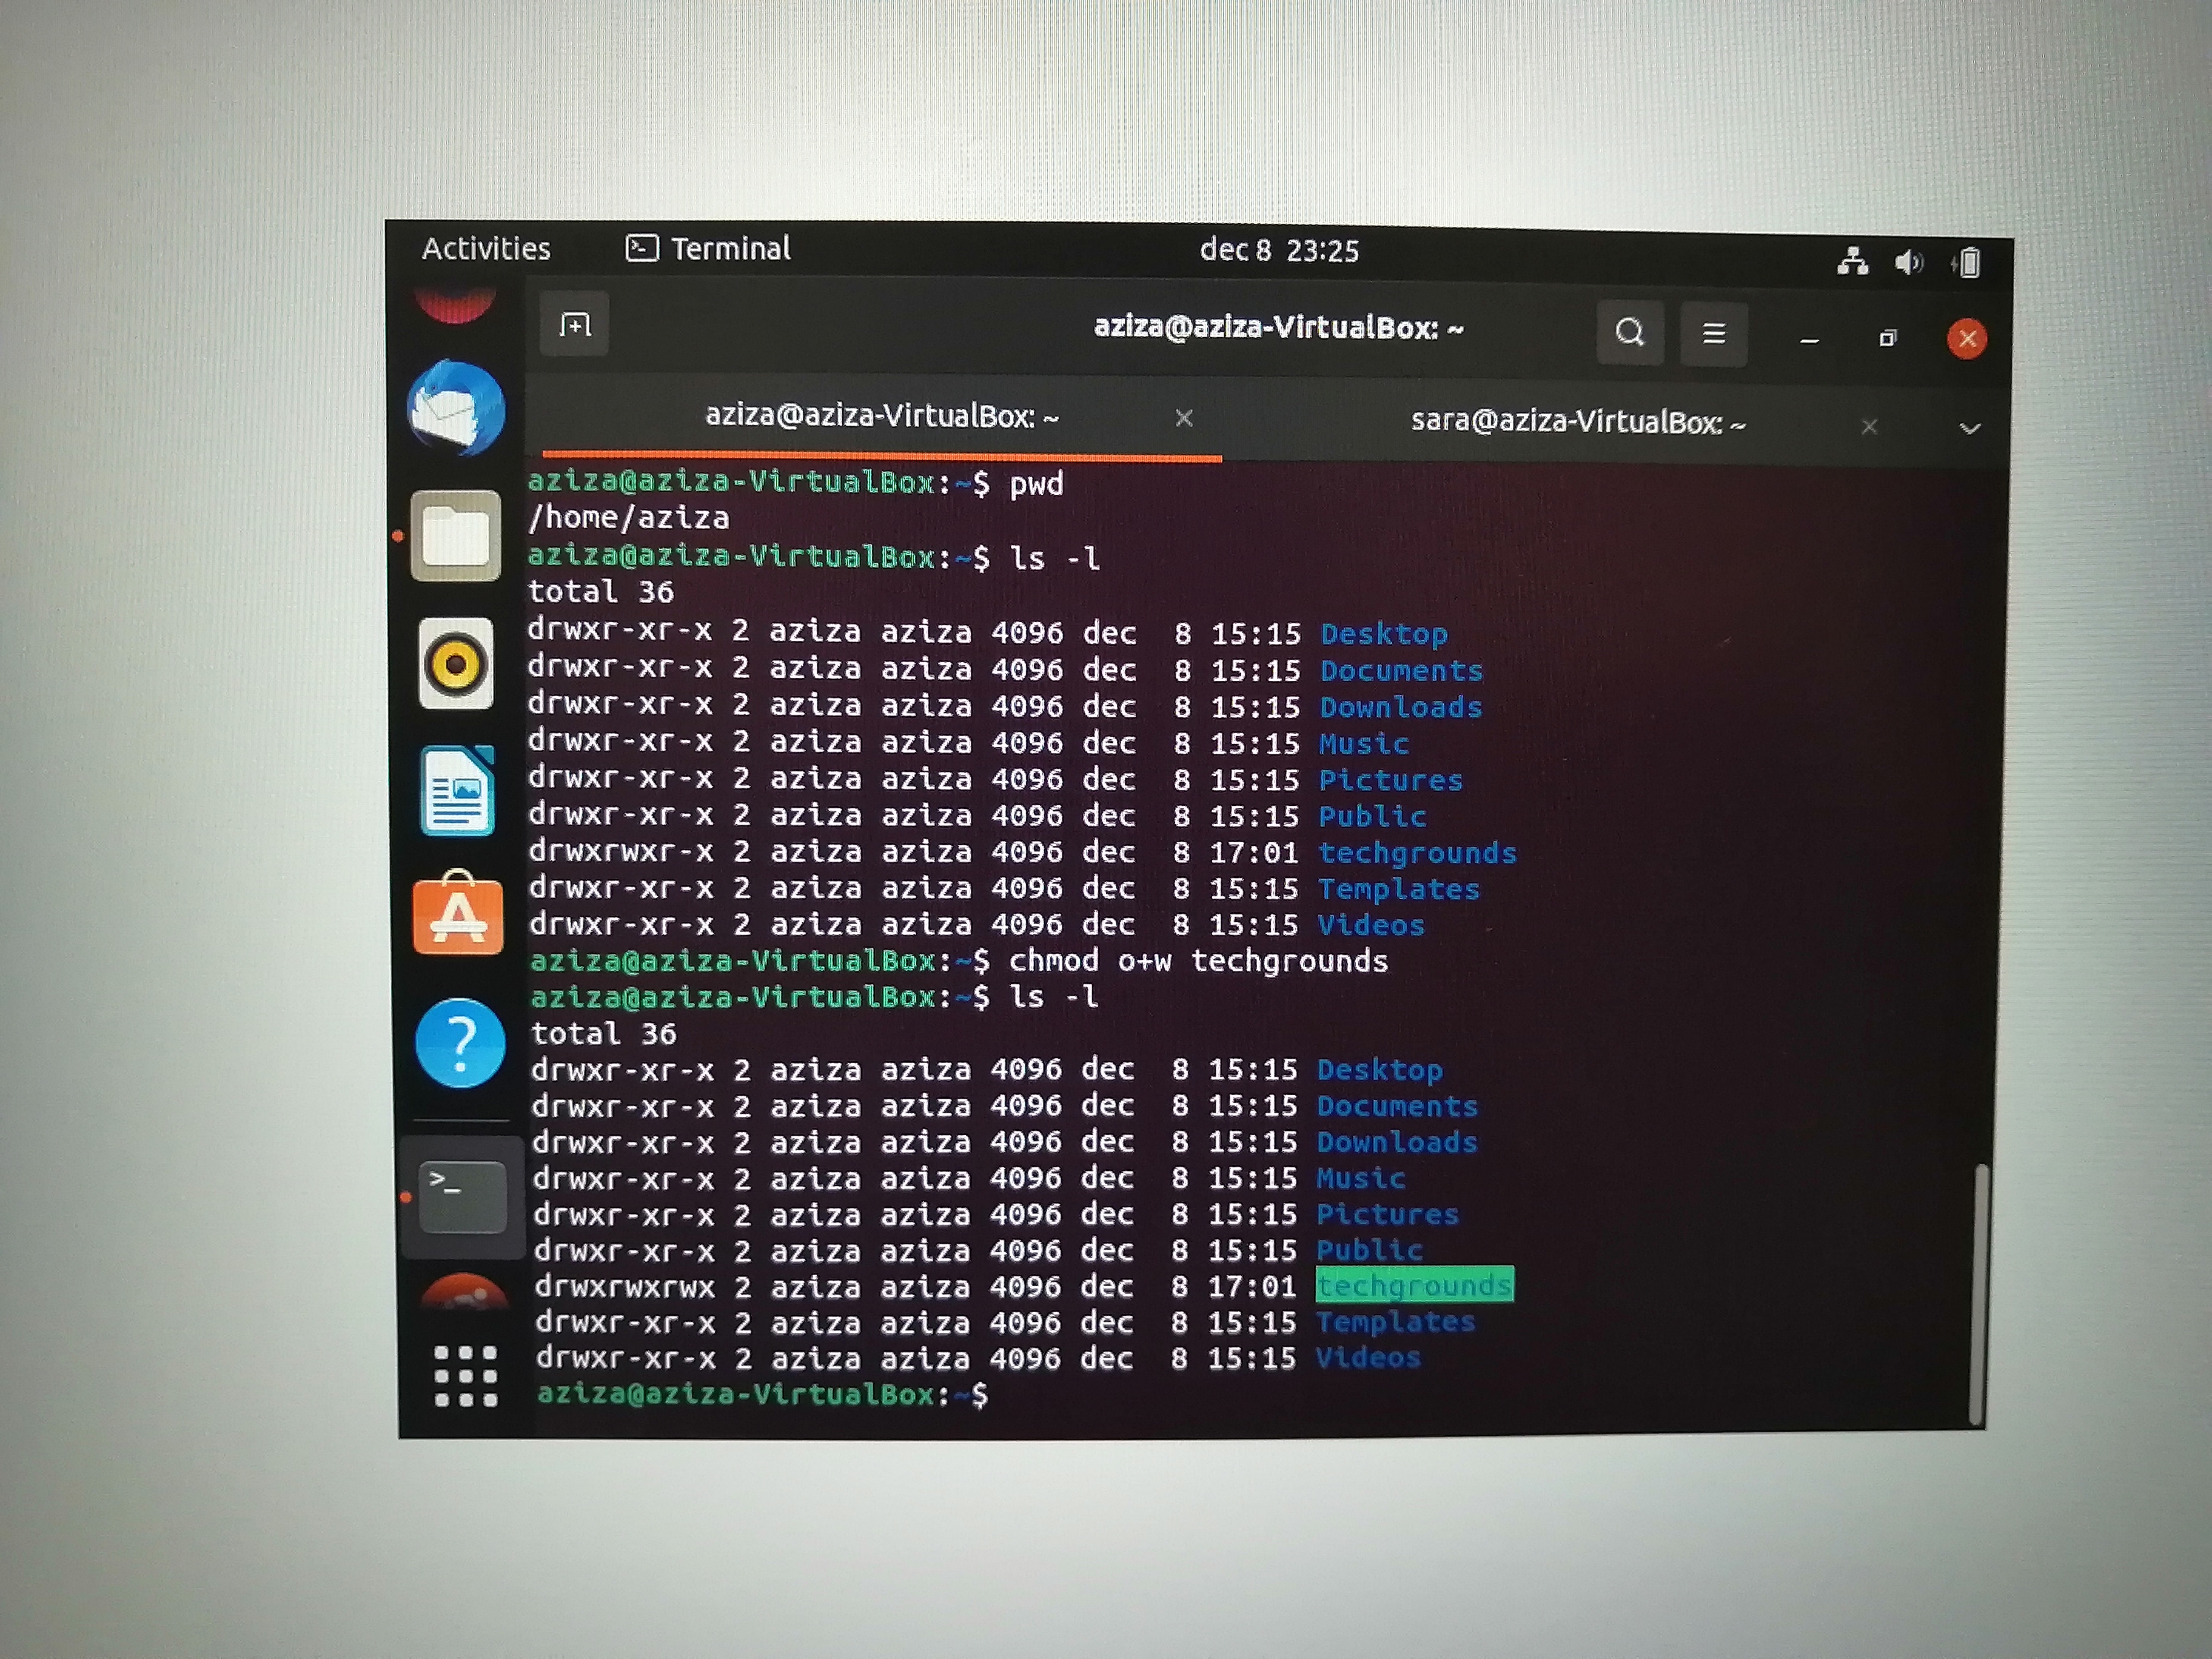 Activities Terminal dec 8 23:25
aziza@aziza-VirtualBox: ~
aziza@aziza-VirtualBox: ~ sara@aziza-VirtualBox: ~
aziza@aziza-VirtualBox:~$ pwd
/home/aziza
aziza@aziza-VirtualBox:~$ ls -l
total 36
drwxr-xr-x 2 aziza aziza 4096 dec  8 15:15 Desktop
drwxr-xr-x 2 aziza aziza 4096 dec  8 15:15 Documents
drwxr-xr-x 2 aziza aziza 4096 dec  8 15:15 Downloads
drwxr-xr-x 2 aziza aziza 4096 dec  8 15:15 Music
drwxr-xr-x 2 aziza aziza 4096 dec  8 15:15 Pictures
drwxr-xr-x 2 aziza aziza 4096 dec  8 15:15 Public
drwxrwxr-x 2 aziza aziza 4096 dec  8 17:01 techgrounds
drwxr-xr-x 2 aziza aziza 4096 dec  8 15:15 Templates
drwxr-xr-x 2 aziza aziza 4096 dec  8 15:15 Videos
aziza@aziza-VirtualBox:~$ chmod o+w techgrounds
aziza@aziza-VirtualBox:~$ ls -l
total 36
drwxr-xr-x 2 aziza aziza 4096 dec  8 15:15 Desktop
drwxr-xr-x 2 aziza aziza 4096 dec  8 15:15 Documents
drwxr-xr-x 2 aziza aziza 4096 dec  8 15:15 Downloads
drwxr-xr-x 2 aziza aziza 4096 dec  8 15:15 Music
drwxr-xr-x 2 aziza aziza 4096 dec  8 15:15 Pictures
drwxr-xr-x 2 aziza aziza 4096 dec  8 15:15 Public
drwxrwxrwx 2 aziza aziza 4096 dec  8 17:01 techgrounds
drwxr-xr-x 2 aziza aziza 4096 dec  8 15:15 Templates
drwxr-xr-x 2 aziza aziza 4096 dec  8 15:15 Videos
aziza@aziza-VirtualBox:~$